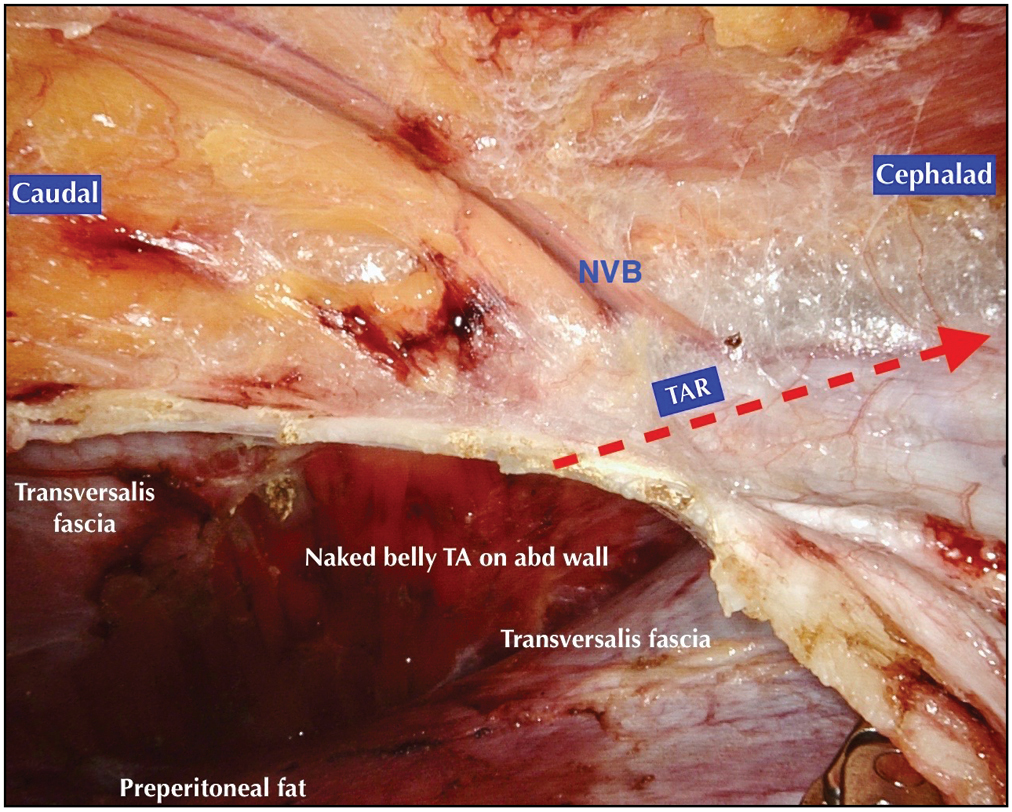 Caudal
Cephalad
NVB
TAR
Transversalis
fascia
Naked belly TA on abd wall
Transversalis fascia
Preperitoneal fat